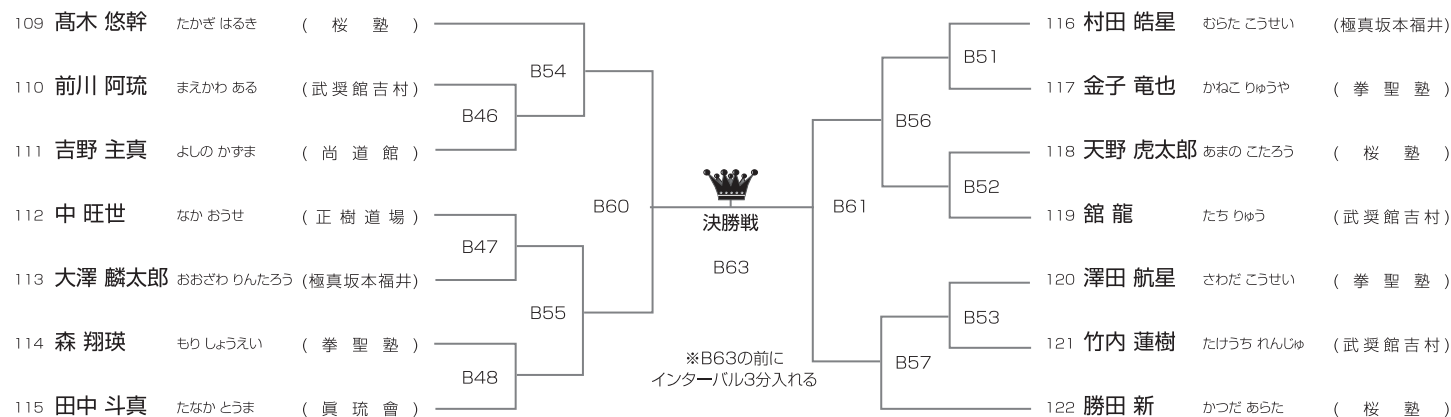 109 髙木 悠幹 たかぎ はるき (桜塾)
B54
110 前川 阿琉 まえかわ ある (武奨館吉村)
B46
111 吉野 主真 よしの かずま (尚道館)
B60
112 中 旺世 なか おうせ (正樹道場)
B47
113 大澤 麟太郎 おおざわ りんたろう (極真坂本福井)
B55
114 森 翔瑛 もり しょうえい (拳聖塾)
B48
115 田中 斗真 たなか とうま (眞琉會)
決勝戦
B63
※B63の前に
インターバル3分入れる
116 村田 皓星 むらた こうせい (極真坂本福井)
B51
117 金子 竜也 かねこ りゅうや (拳聖塾)
B56
118 天野 虎太郎 あまの こたろう (桜塾)
B52
119 舘 龍 たち りゅう (武奨館吉村)
B61
120 澤田 航星 さわだ こうせい (拳聖塾)
B53
121 竹内 蓮樹 たけうち れんじゅ (武奨館吉村)
B57
122 勝田 新 かつだ あらた (桜塾)